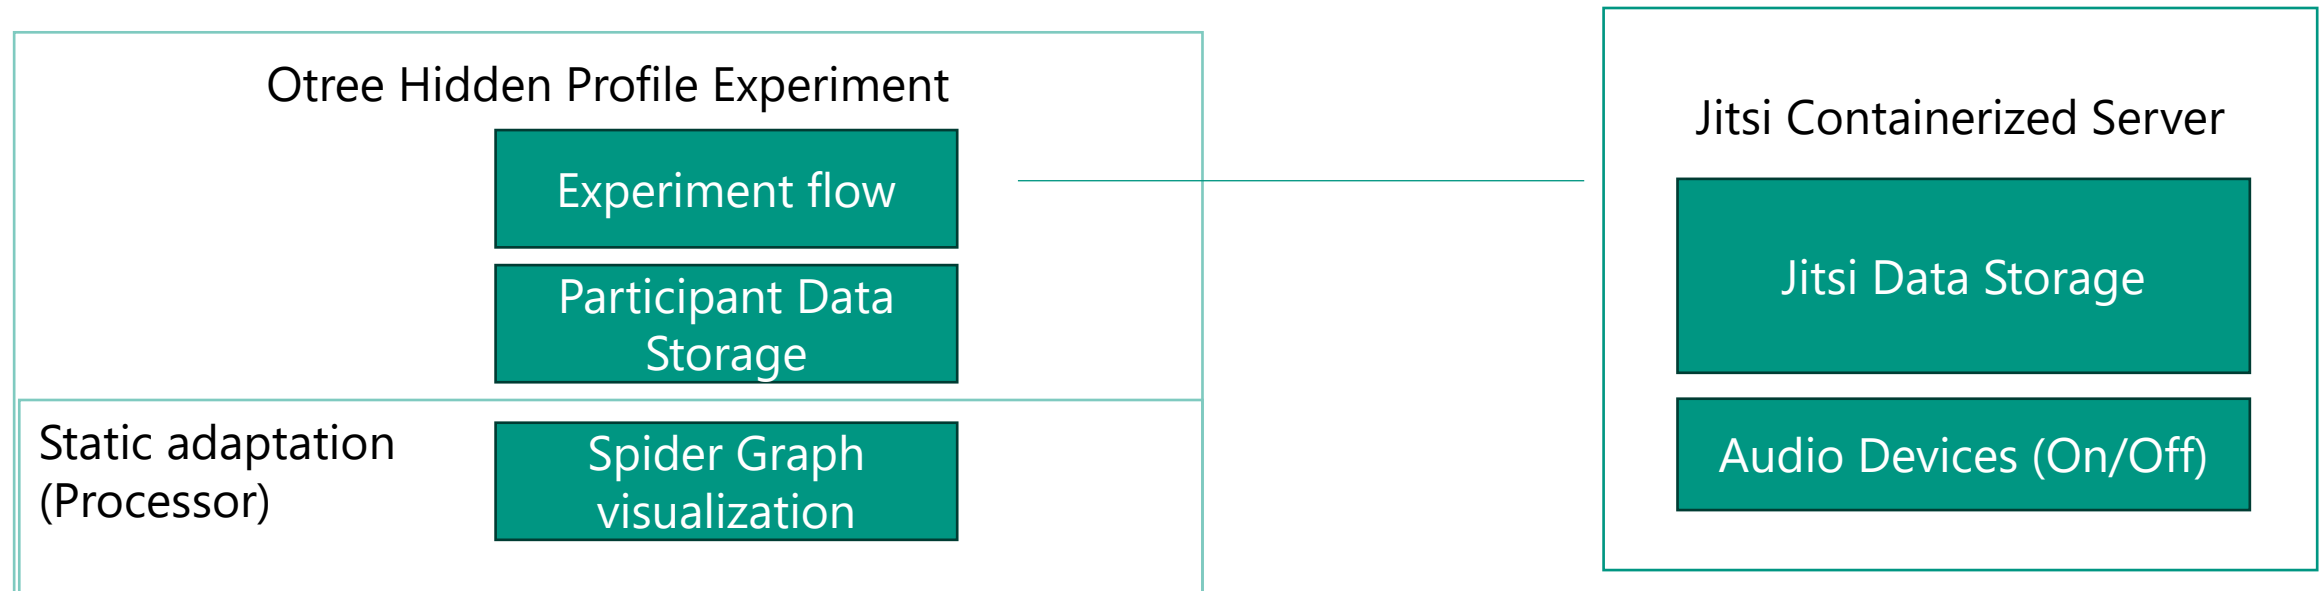 Otree Hidden Profile Experiment
Experiment flow
Participant Data
Storage
Static adaptation
(Processor)
Spider Graph
visualization
Jitsi Containerized Server
Jitsi Data Storage
Audio Devices (On/Off)